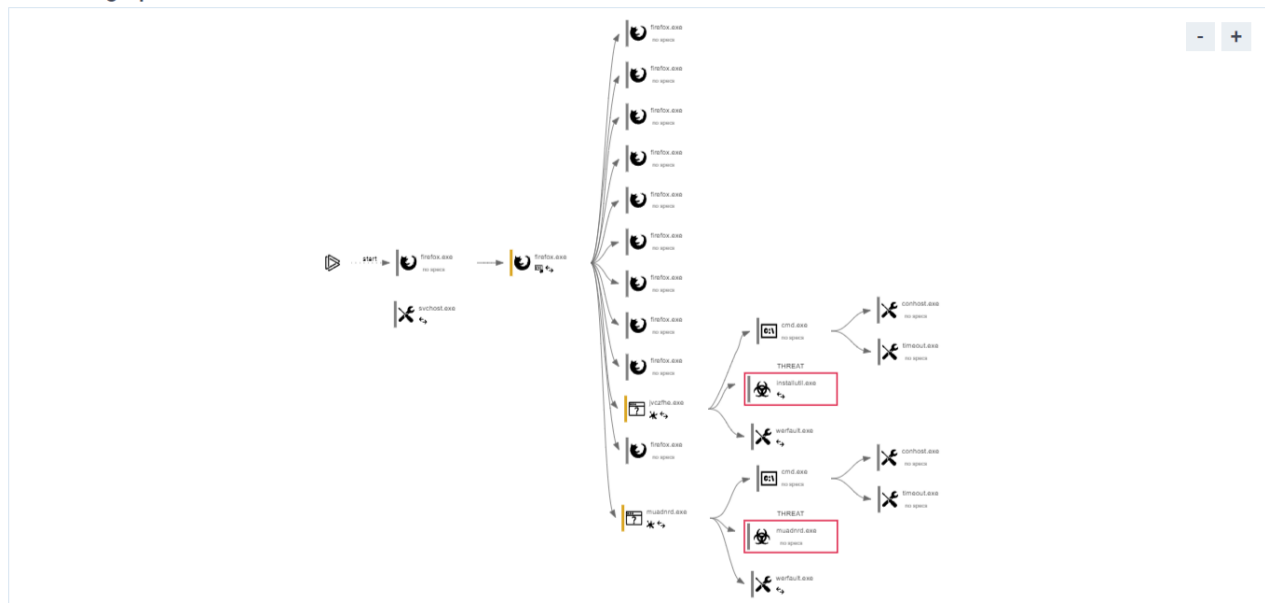 -
+
firefox.exe
no specs
firefox.exe
no specs
firefox.exe
no specs
firefox.exe
no specs
firefox.exe
no specs
firefox.exe
no specs
start
firefox.exe
no specs
firefox.exe
firefox.exe
no specs
svchost.exe
firefox.exe
no specs
cmd.exe
no specs
conhost.exe
no specs
timeout.exe
no specs
firefox.exe
no specs
THREAT
installutil.exe
jvczfhe.exe
werfault.exe
firefox.exe
no specs
cmd.exe
no specs
conhost.exe
no specs
timeout.exe
no specs
muadnrd.exe
THREAT
muadnrd.exe
no specs
werfault.exe